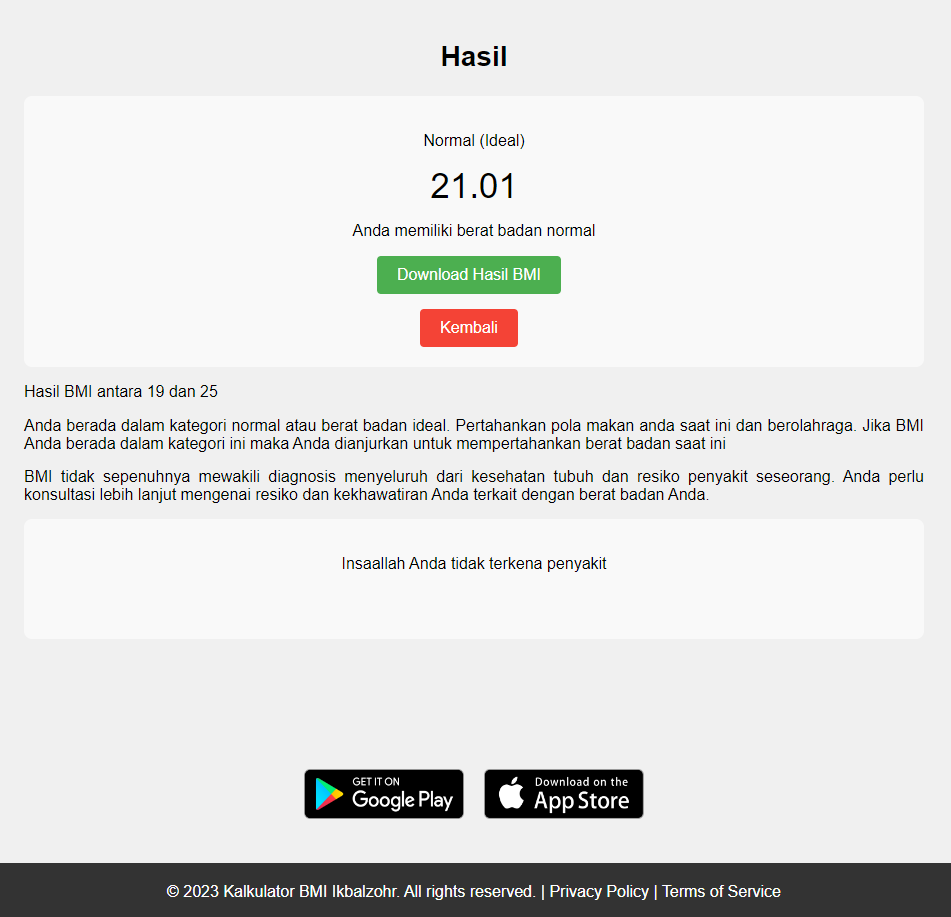 Hasil
Normal (Ideal)
21.01
Anda memiliki berat badan normal
Download Hasil BMI
Kembali
Hasil BMI antara 19 dan 25
Anda berada dalam kategori normal atau berat badan ideal. Pertahankan pola makan anda saat ini dan berolahraga. Jika BMI
Anda berada dalam kategori ini maka Anda dianjurkan untuk mempertahankan berat badan saat ini
BMI tidak sepenuhnya mewakili diagnosis menyeluruh dari kesehatan tubuh dan resiko penyakit seseorang. Anda perlu
konsultasi lebih lanjut mengenai resiko dan kekhawatiran Anda terkait dengan berat badan Anda.
Insaallah Anda tidak terkena penyakit
GET IT ON
Google Play
Download on the
App Store
© 2023 Kalkulator BMI Ikbalzohr. All rights reserved. | Privacy Policy | Terms of Service